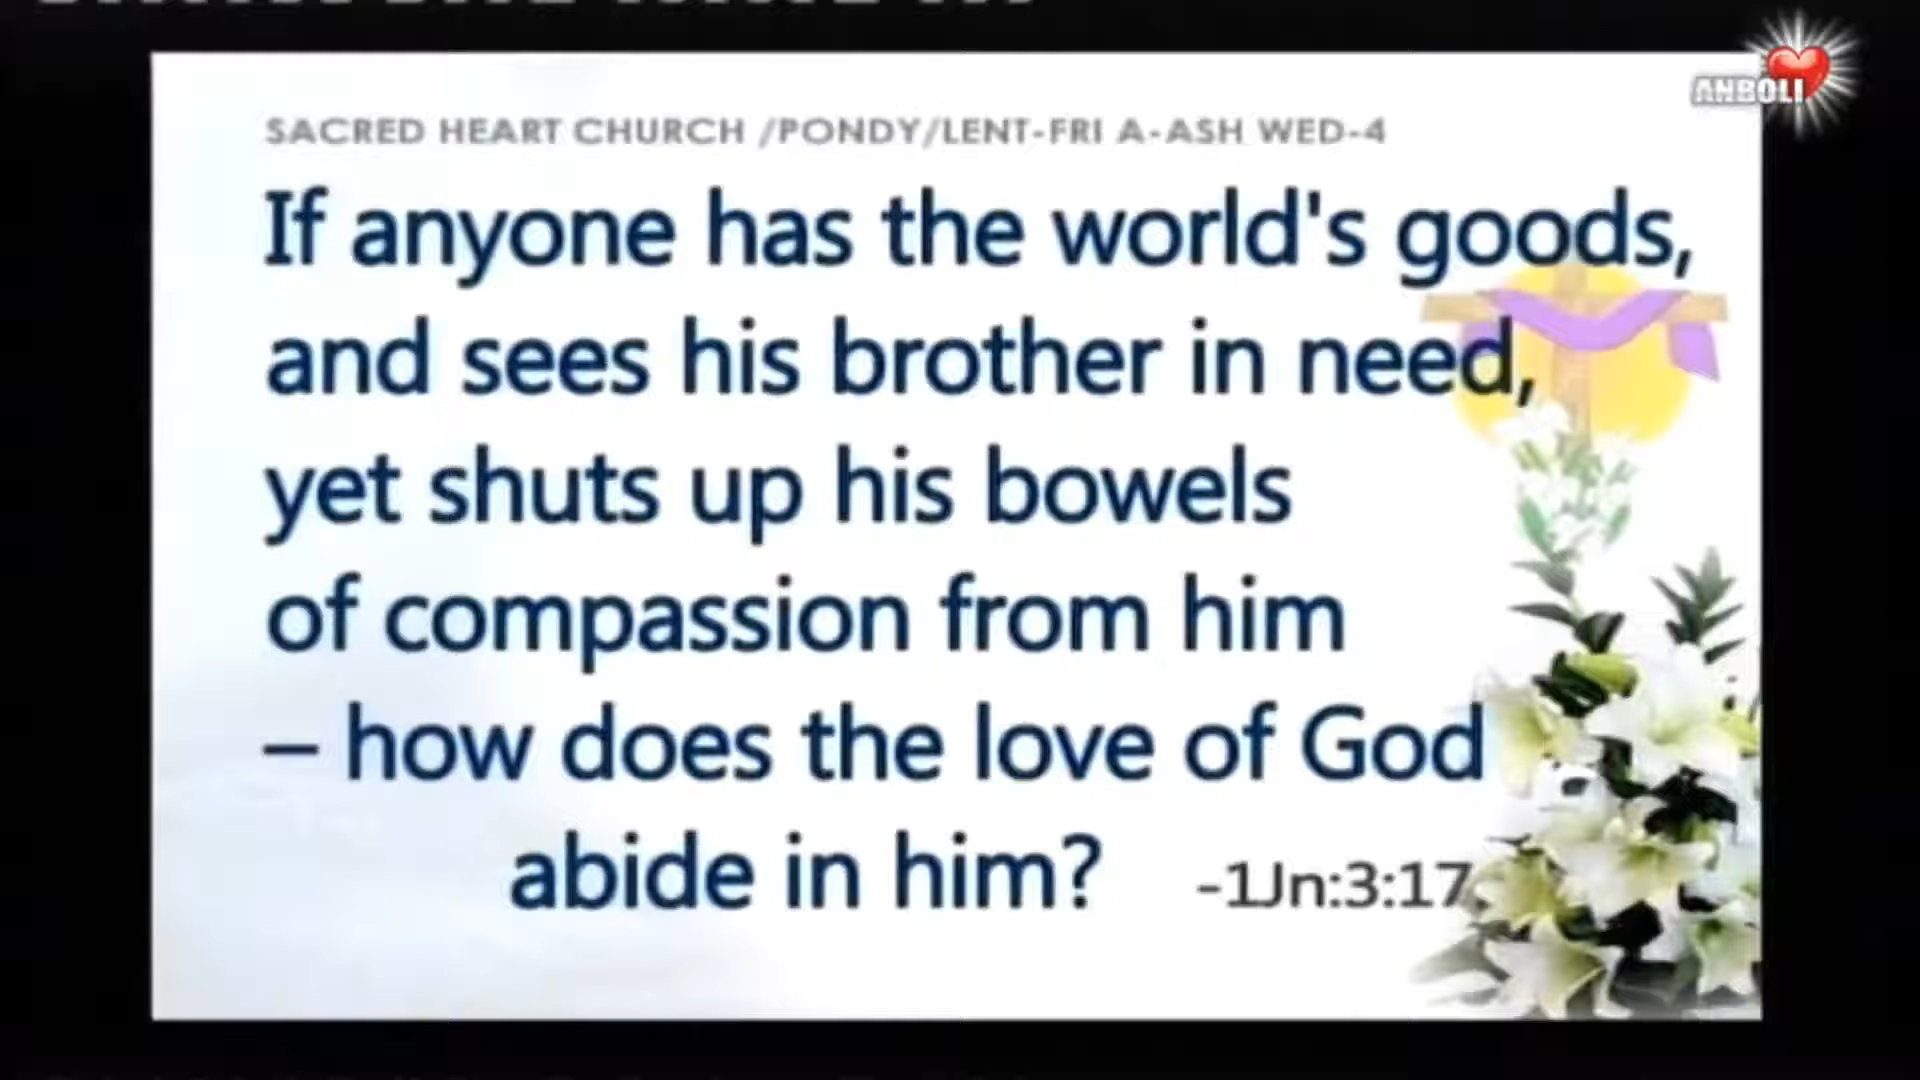 ANBOLI
SACRED HEART CHURCH /PONDY/LENT-FRI A-ASH WED-4
If anyone has the world's goods,
and sees his brother in need,
yet shuts up his bowels
of compassion from him
– how does the love of God
abide in him? -1Jn:3:17